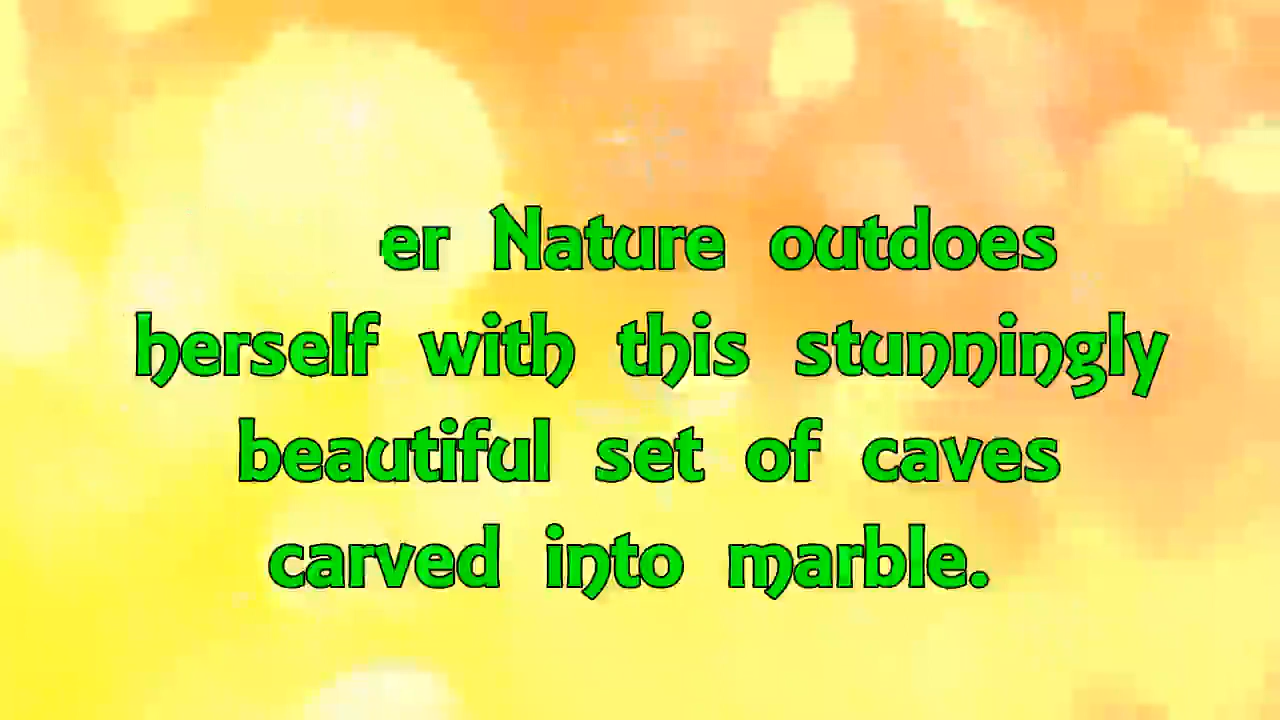 er Nature outdoes
herself with this stunningly
beautiful set of caves
carved into marble.